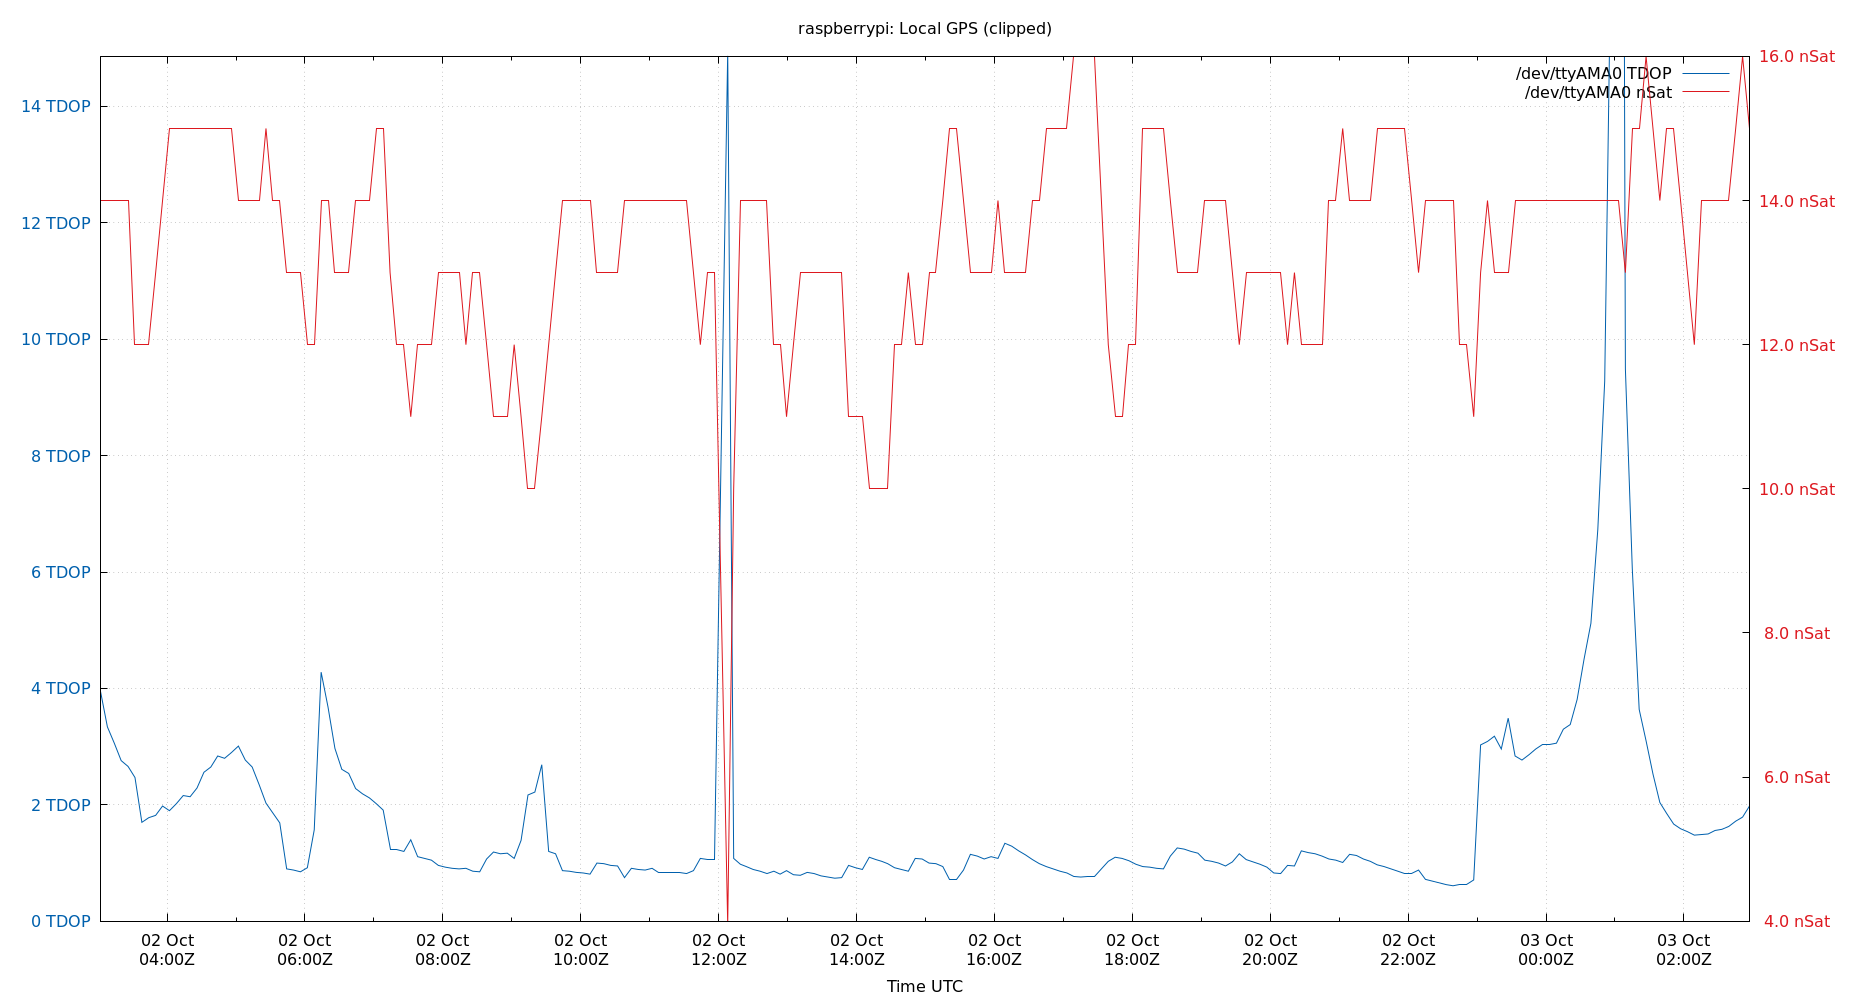 raspberrypi: Local GPS (clipped)
/dev/ttyAMA0 TDOP
/dev/ttyAMA0 nSat
14 TDOP
12 TDOP
10 TDOP
8 TDOP
6 TDOP
4 TDOP
2 TDOP
0 TDOP
16.0 nSat
14.0 nSat
12.0 nSat
10.0 nSat
8.0 nSat
6.0 nSat
4.0 nSat
02 Oct 02 Oct 02 Oct 02 Oct 02 Oct 02 Oct 02 Oct 02 Oct 02 Oct 02 Oct 03 Oct 03 Oct
04:00Z 06:00Z 08:00Z 10:00Z 12:00Z 14:00Z 16:00Z 18:00Z 20:00Z 22:00Z 00:00Z 02:00Z
Time UTC